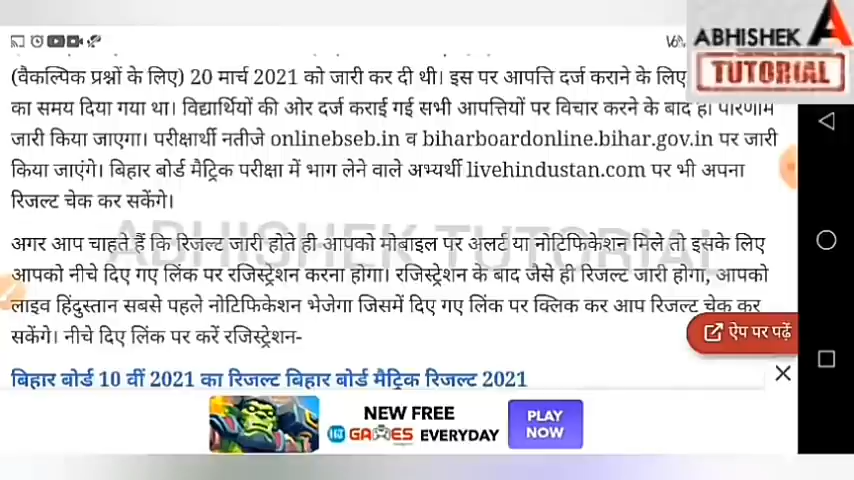 ABHISHEK A
TUTORIAL
(वैकल्पिक प्रश्नों के लिए) 20 मार्च 2021 को जारी कर दी थी। इस पर आपत्ति दर्ज कराने के लिए
का समय दिया गया था। विद्यार्थियों की ओर दर्ज कराई गई सभी आपत्तियों पर विचार करने के बाद ही परिणाम
जारी किया जाएगा। परीक्षार्थी नतीजे onlinebseb.in व biharboardonline.bihar.gov.in पर जारी
किया जाएंगे। बिहार बोर्ड मैट्रिक परीक्षा में भाग लेने वाले अभ्यर्थी livehindustan.com पर भी अपना
रिजल्ट चेक कर सकेंगे।
ABHISHEK TUTORIAL
अगर आप चाहते हैं कि रिजल्ट जारी होते ही आपको मोबाइल पर अलर्ट या नोटिफिकेशन मिले तो इसके लिए
आपको नीचे दिए गए लिंक पर रजिस्ट्रेशन करना होगा। रजिस्ट्रेशन के बाद जैसे ही रिजल्ट जारी होगा, आपको
लाइव हिंदुस्तान सबसे पहले नोटिफिकेशन भेजेगा जिसमें दिए गए लिंक पर क्लिक कर आप रिजल्ट चेक कर
सकेंगे। नीचे दिए लिंक पर करें रजिस्ट्रेशन-
ऐप पर पढ़ें
बिहार बोर्ड 10 वीं 2021 का रिजल्ट बिहार बोर्ड मैट्रिक रिजल्ट 2021
NEW FREE
GAMES EVERYDAY
PLAY
NOW